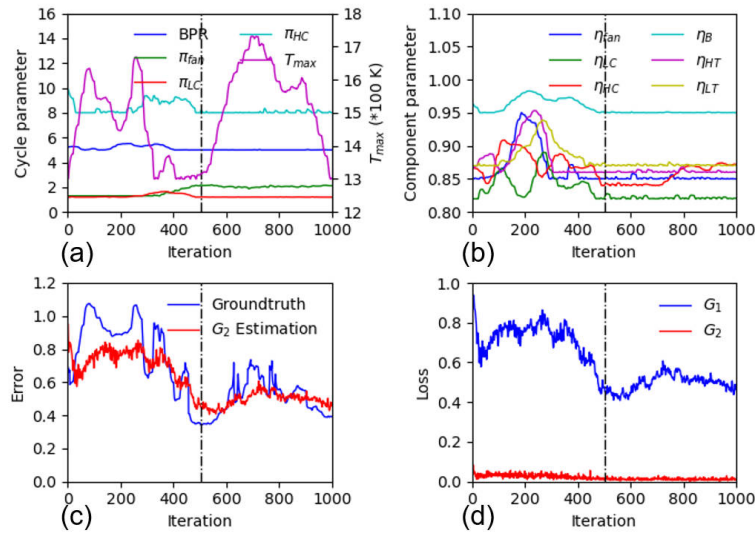 16
14
12
10
8
6
4
2
0
Cycle parameter
BPR
π_fan
π_LC
π_HC
T_max
18
17
16
15
14
13
12
T_max (*100 K)
0 200 400 600 800 1000
Iteration
(a)
1.10
1.05
1.00
0.95
0.90
0.85
0.80
Component parameter
η_fan
η_LC
η_HC
η_B
η_HT
η_LT
0 200 400 600 800 1000
Iteration
(b)
1.2
1.0
0.8
0.6
0.4
0.2
0.0
Error
Groundtruth
G_2 Estimation
0 200 400 600 800 1000
Iteration
(c)
1.0
0.8
0.6
0.4
0.2
0.0
Loss
G_1
G_2
0 200 400 600 800 1000
Iteration
(d)